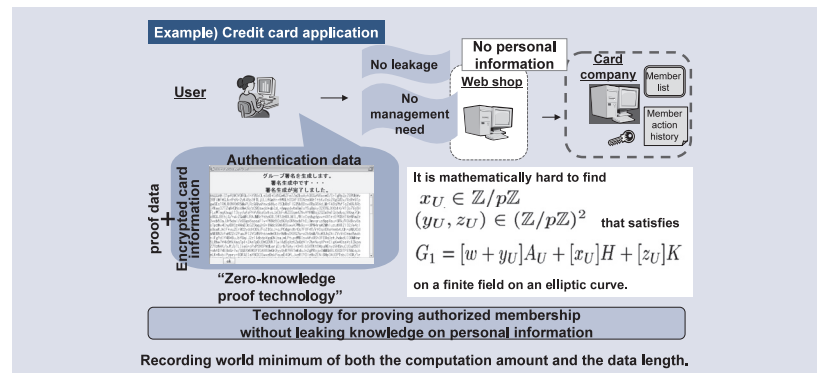 Example) Credit card application
User
No leakage
No
management
need
No personal
information
Web shop
Card
company
Member
list
Member
action
history
proof data
+
Encrypted card
information
Authentication data
グループ署名を生成します。
署名生成中です・・・
署名生成が完了しました。
ok
"Zero-knowledge
proof technology"
It is mathematically hard to find
x_U ∈ ℤ/pℤ
(y_U, z_U) ∈ (ℤ/pℤ)² that satisfies
G₁ = [w + y_U]A_U + [x_U]H + [z_U]K
on a finite field on an elliptic curve.
Technology for proving authorized membership
without leaking knowledge on personal information
Recording world minimum of both the computation amount and the data length.